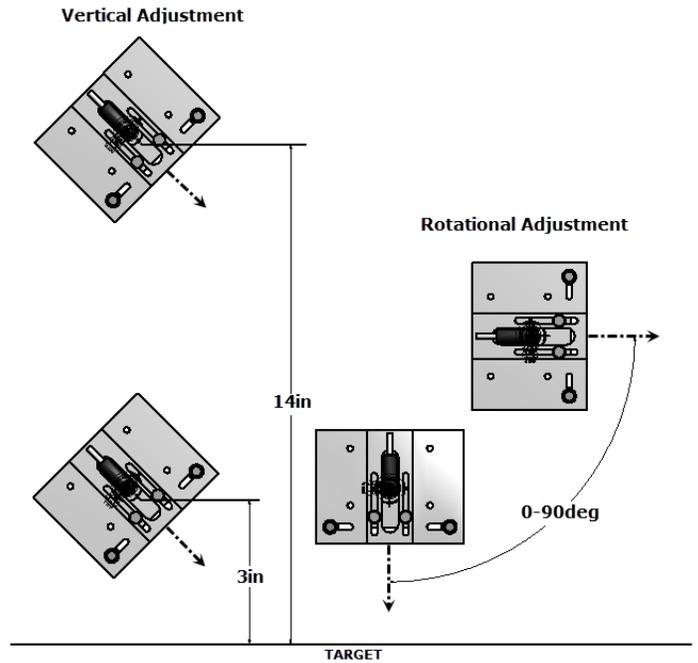 Vertical Adjustment
Rotational Adjustment
14in
0-90deg
3in
TARGET